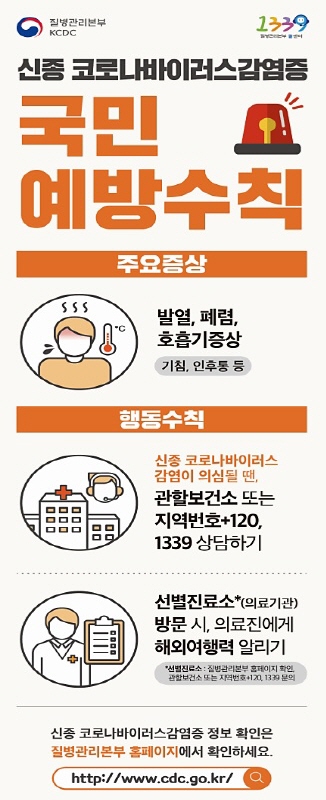 질병관리본부
KCDC
1339
질병관리본부 콜센터
신종 코로나바이러스감염증
국민
예방수칙
주요증상
°C
발열, 폐렴,
호흡기증상
기침, 인후통 등
행동수칙
신종 코로나바이러스
감염이 의심될 땐,
관할보건소 또는
지역번호+120,
1339 상담하기
선별진료소*(의료기관)
방문 시, 의료진에게
해외여행력 알리기
*선별진료소 : 질병관리본부 홈페이지 확인,
관할보건소 또는 지역번호+120, 1339 문의
신종 코로나바이러스감염증 정보 확인은
질병관리본부 홈페이지에서 확인하세요.
http://www.cdc.go.kr/